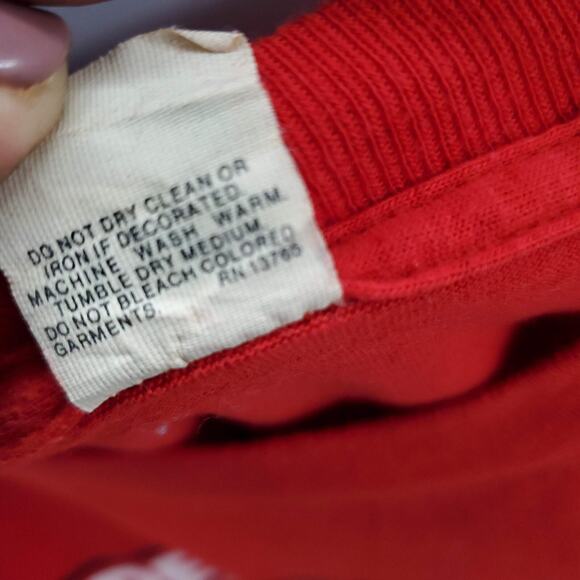 DO NOT DRY CLEAN OR
IRON IF DECORATED.
MACHINE WASH WARM.
TUMBLE DRY MEDIUM.
DO NOT BLEACH COLORED
GARMENTS. RN 13765